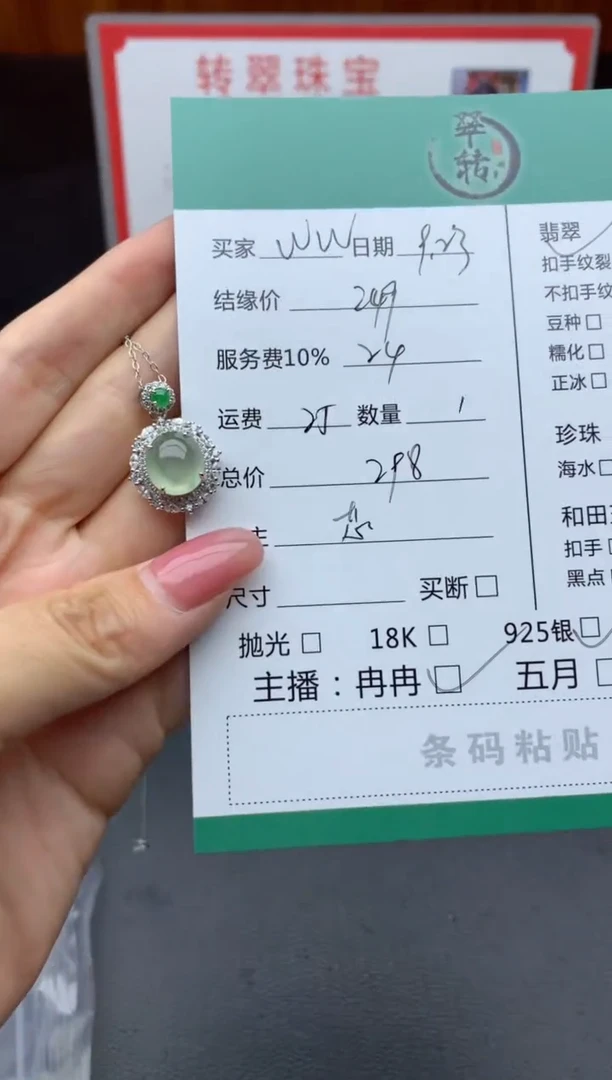 转翠珠宝
翠转
买家 WW 日期 9.23
结缘价 249
服务费10% 24
运费 25 数量 1
总价 298
主
尺寸 买断
抛光 18K 925银
主播：冉冉 五月
条码粘贴
翡翠
扣手纹裂
不扣手纹
豆种
糯化
正冰
珍珠
海水
和田玉
扣手
黑点